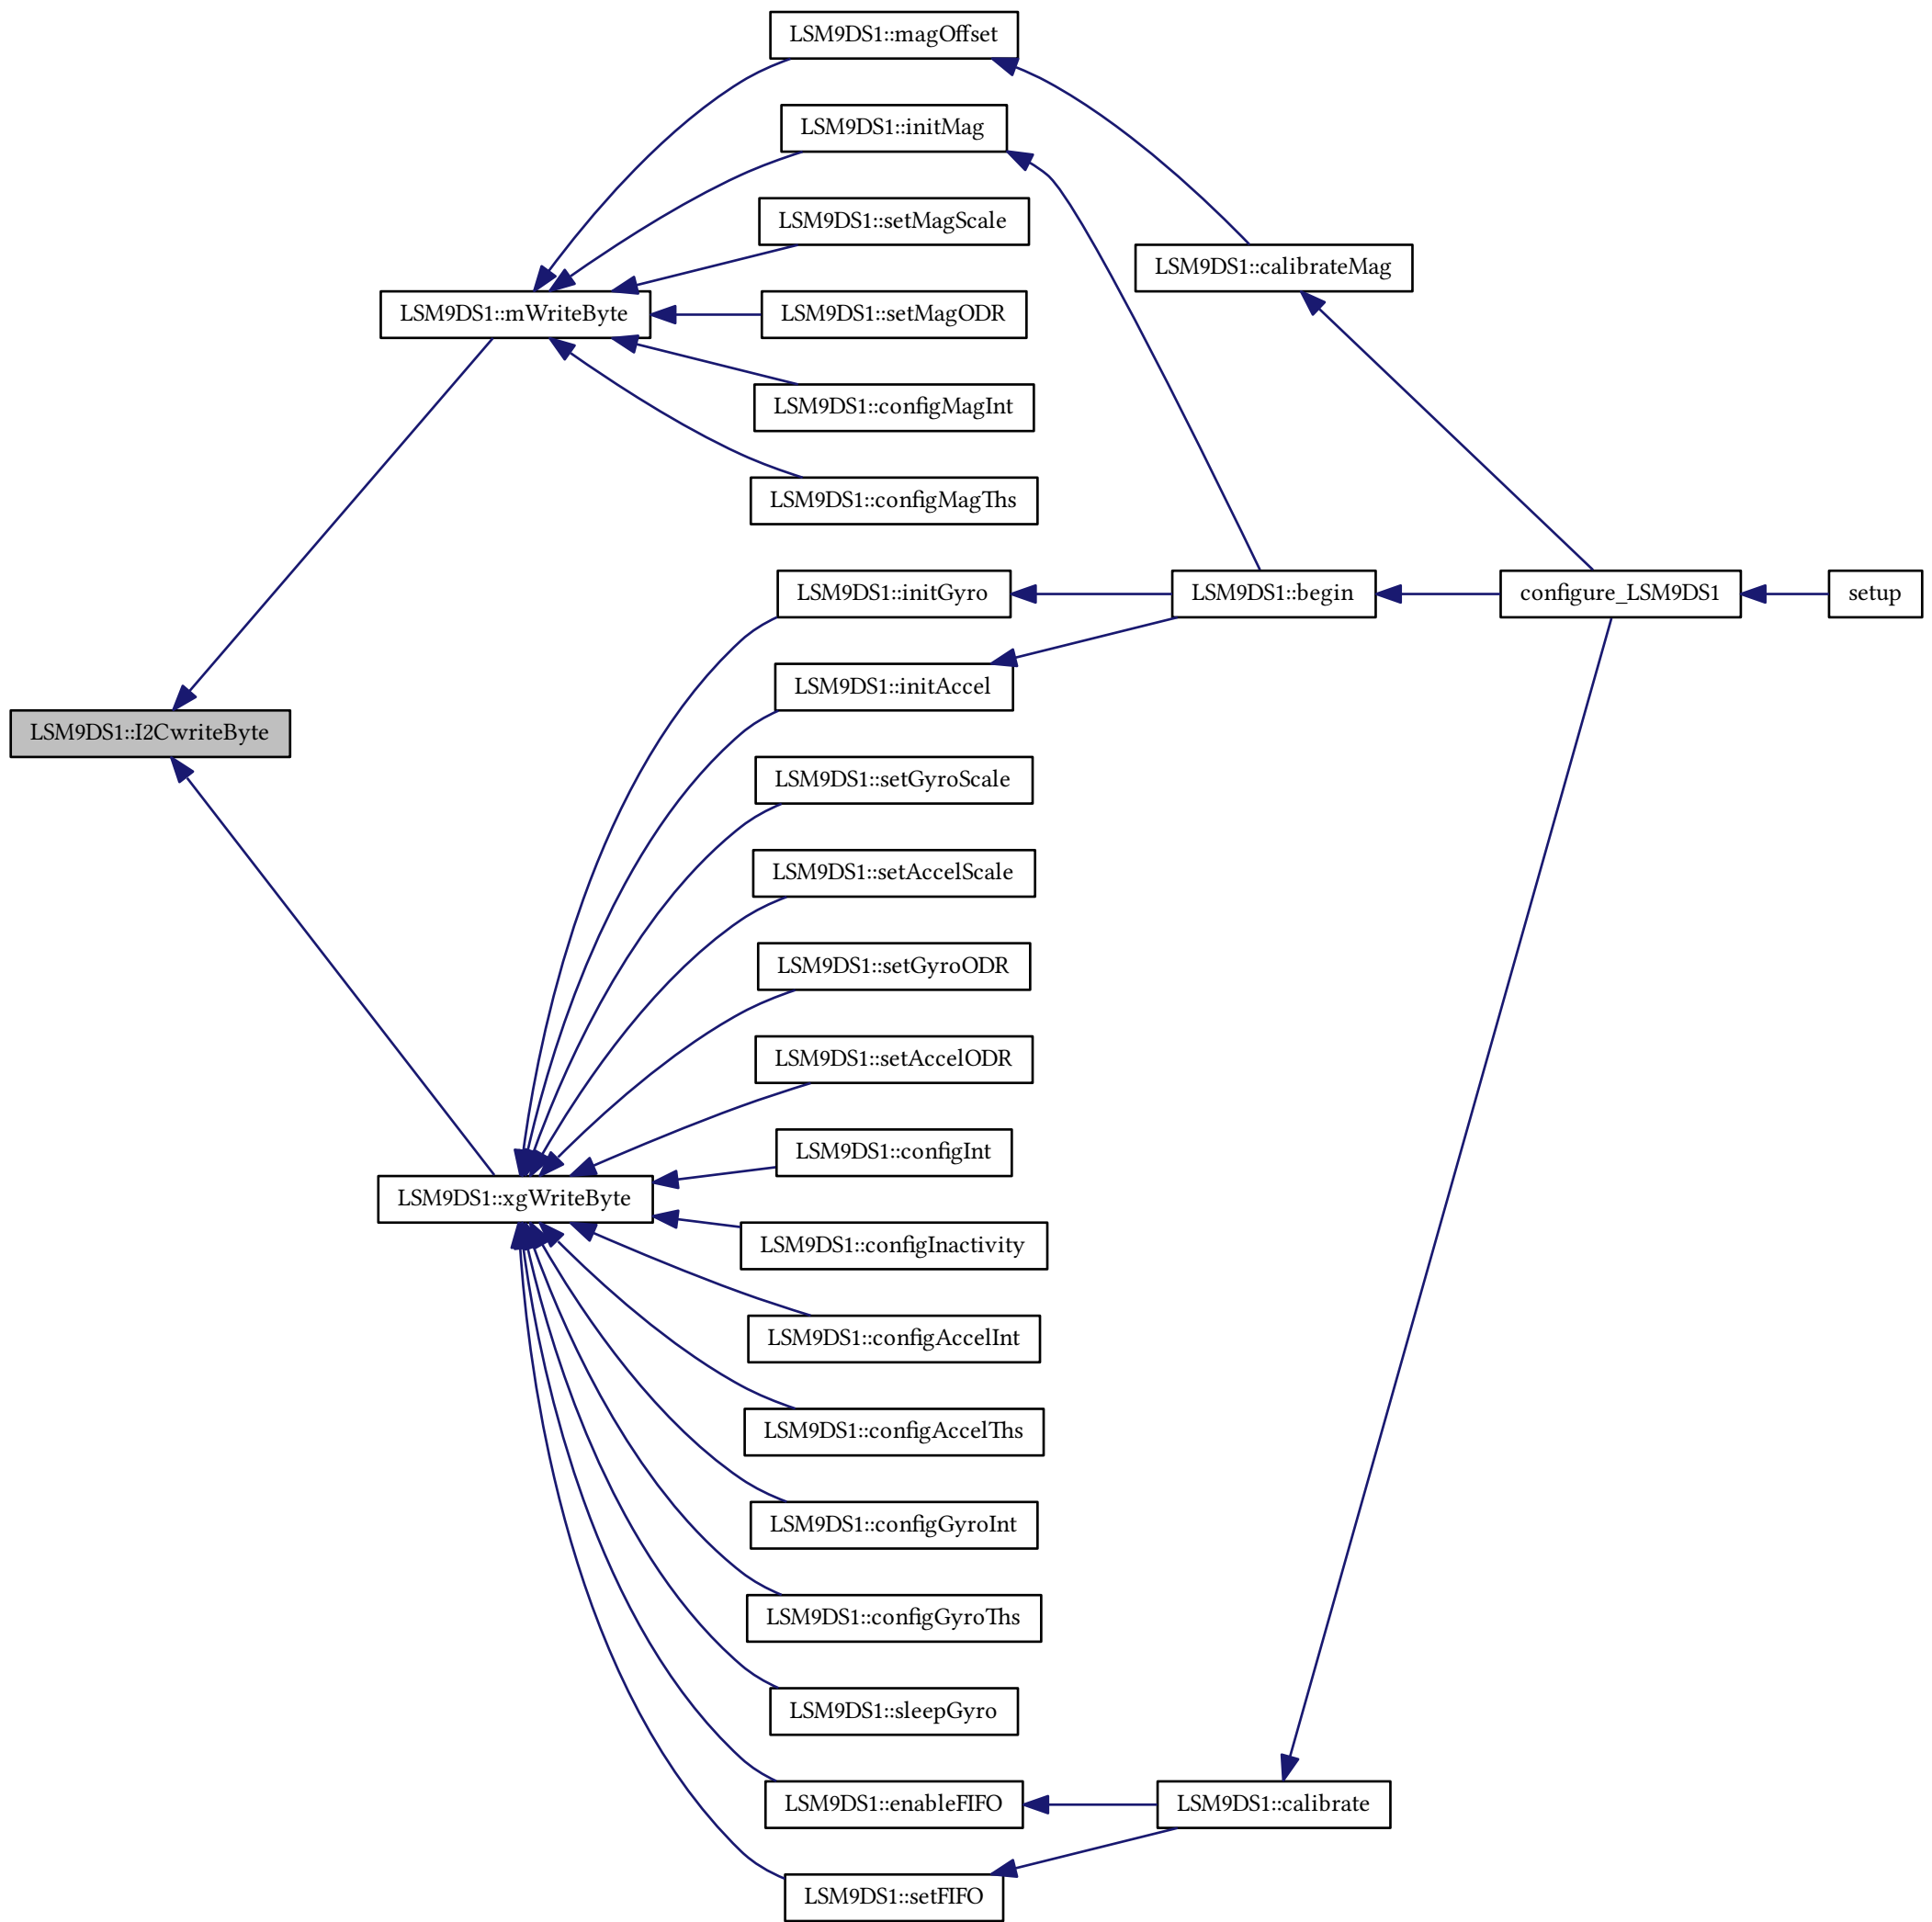 LSM9DS1::magOffset
LSM9DS1::initMag
LSM9DS1::setMagScale
LSM9DS1::calibrateMag
LSM9DS1::mWriteByte
LSM9DS1::setMagODR
LSM9DS1::configMagInt
LSM9DS1::configMagThs
LSM9DS1::initGyro
LSM9DS1::begin
configure_LSM9DS1
setup
LSM9DS1::initAccel
LSM9DS1::I2CwriteByte
LSM9DS1::setGyroScale
LSM9DS1::setAccelScale
LSM9DS1::setGyroODR
LSM9DS1::setAccelODR
LSM9DS1::configInt
LSM9DS1::xgWriteByte
LSM9DS1::configInactivity
LSM9DS1::configAccelInt
LSM9DS1::configAccelThs
LSM9DS1::configGyroInt
LSM9DS1::configGyroThs
LSM9DS1::sleepGyro
LSM9DS1::enableFIFO
LSM9DS1::calibrate
LSM9DS1::setFIFO